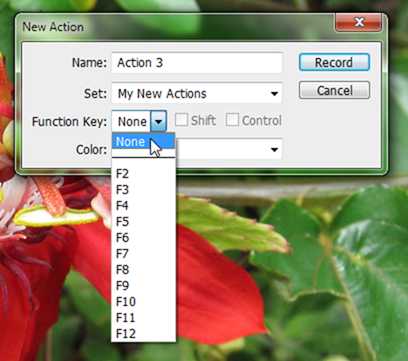 New Action
Name: Action 3
Record
Set: My New Actions
Cancel
Function Key: None Shift Control
Color:
None
F2
F3
F4
F5
F6
F7
F8
F9
F10
F11
F12